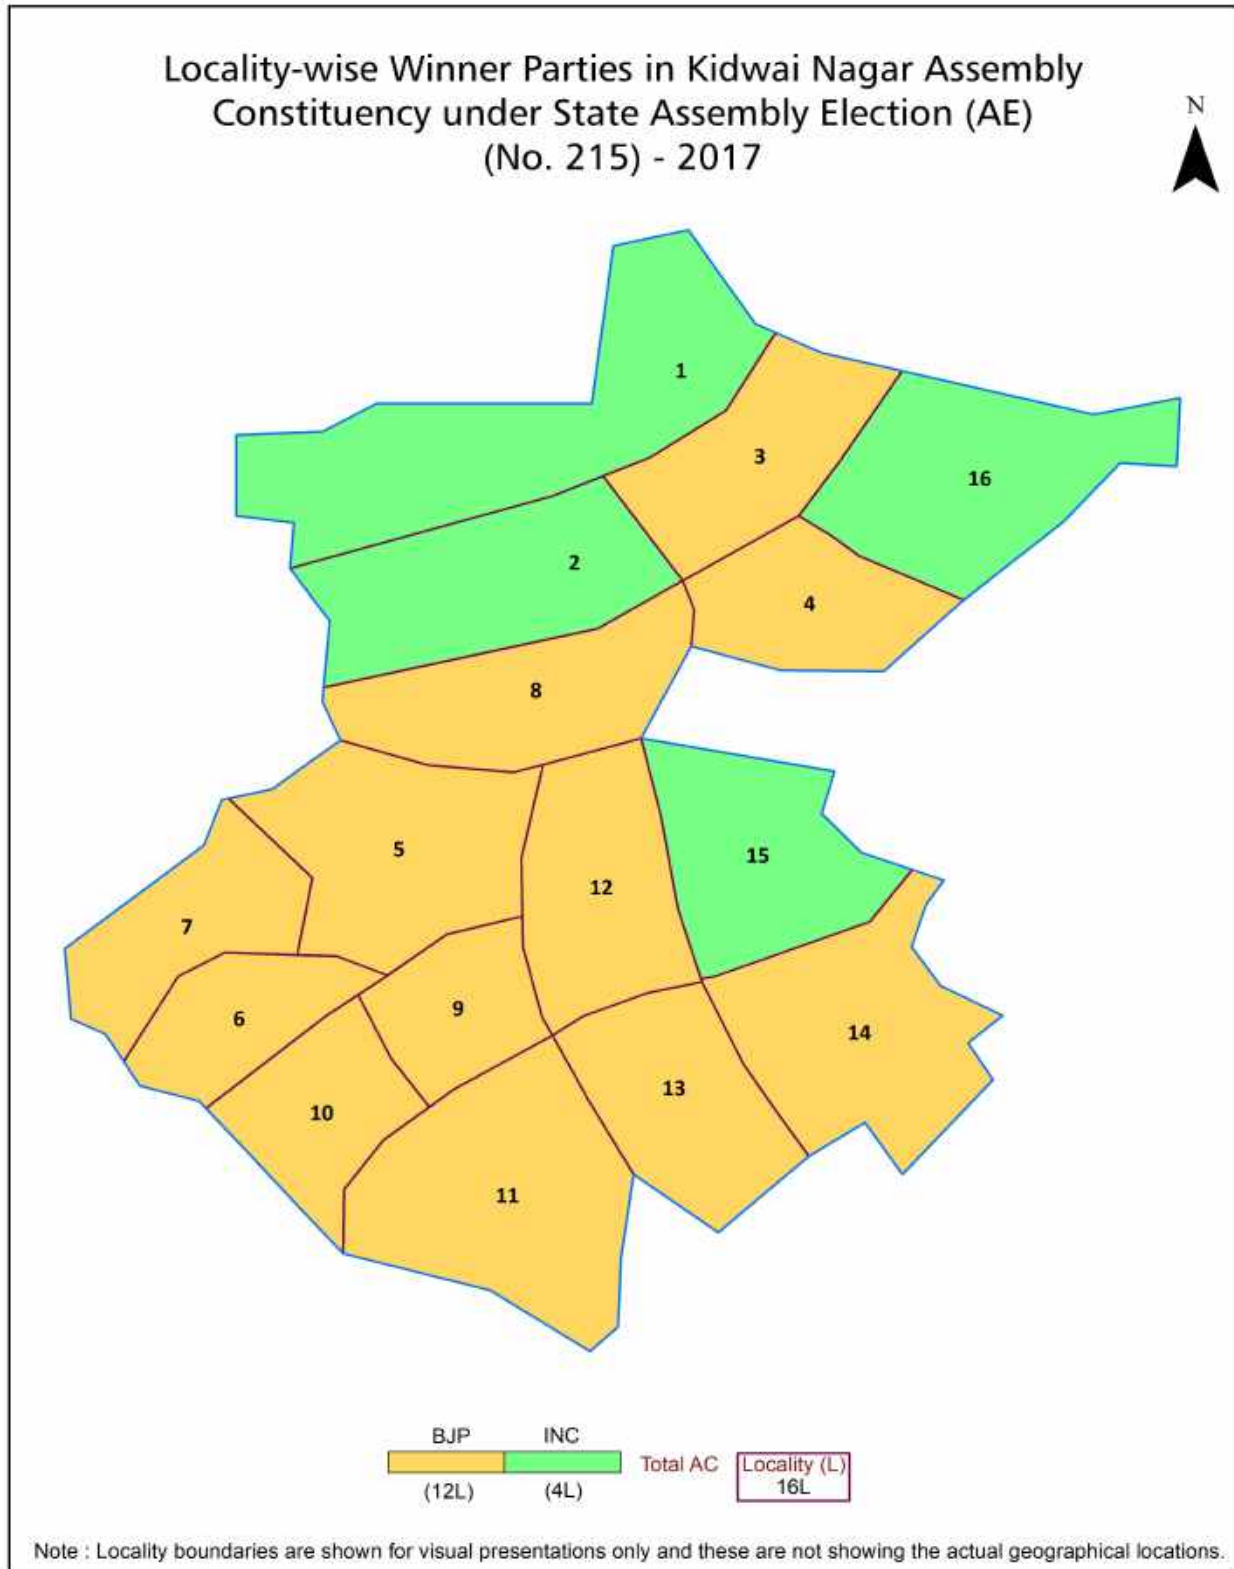 Locality-wise Winner Parties in Kidwai Nagar Assembly
Constituency under State Assembly Election (AE)
(No. 215) - 2017
N
1
3
16
2
4
8
5
15
12
7
9
6
14
13
10
11
BJP INC
Total AC Locality (L)
(12L) (4L) 16L
Note : Locality boundaries are shown for visual presentations only and these are not showing the actual geographical locations.